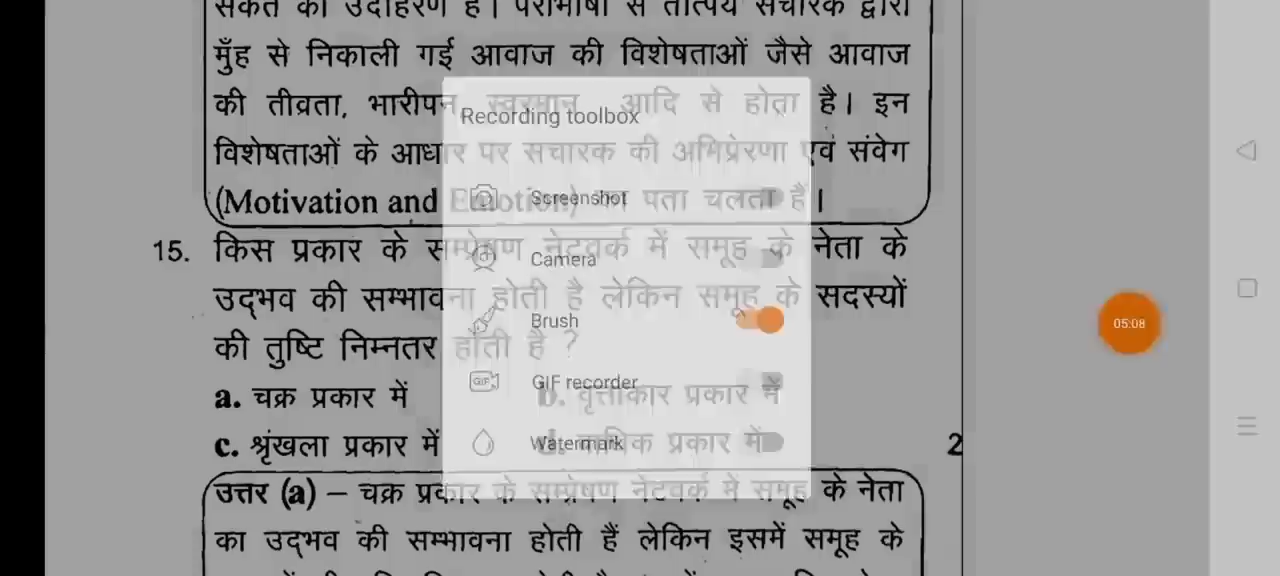 संकेत का उदाहरण है। पराभाषा से तात्पर्य संचारक द्वारा
मुँह से निकाली गई आवाज की विशेषताओं जैसे आवाज
की तीव्रता, भारीपन, स्वरमान आदि से होता है। इन
विशेषताओं के आधार पर संचारक की अभिप्रेरणा एवं संवेग
(Motivation and Emotion) का पता चलता है।
15. किस प्रकार के सम्प्रेषण नेटवर्क में समूह के नेता के
उद्भव की सम्भावना होती है लेकिन समूह के सदस्यों
की तुष्टि निम्नतर होती है ?
a. चक्र प्रकार में b. वृत्ताकार प्रकार में
c. श्रृंखला प्रकार में d. प्रकार में
2
उत्तर (a) – चक्र प्रकार के सम्प्रेषण नेटवर्क में समूह के नेता
का उद्भव की सम्भावना होती हैं लेकिन इसमें समूह के
Recording toolbox
Screenshot
Camera
Brush
GIF recorder
Watermark
05:08